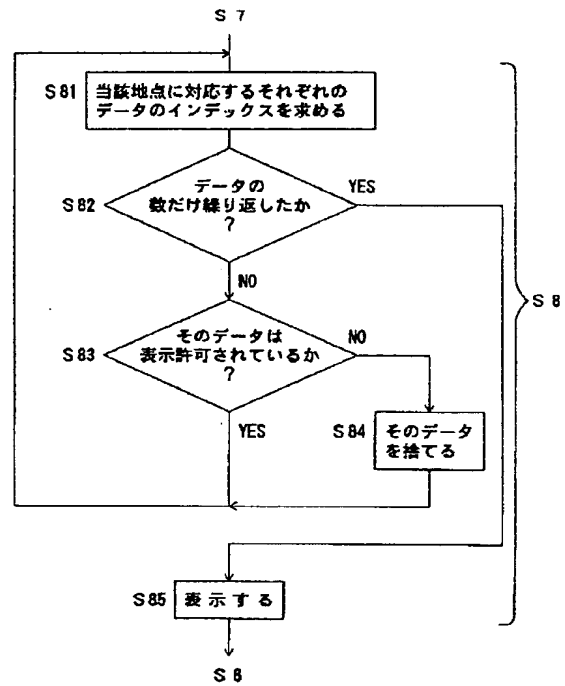 S 7
S 81
当該地点に対応するそれぞれの
データのインデックスを求める
データの
数だけ繰り返したか
?
YES
S 82
NO
S 8
そのデータは
表示許可されているか
?
NO
S 83
YES
S 84
そのデータ
を捨てる
S 85
表 示 す る
S 6